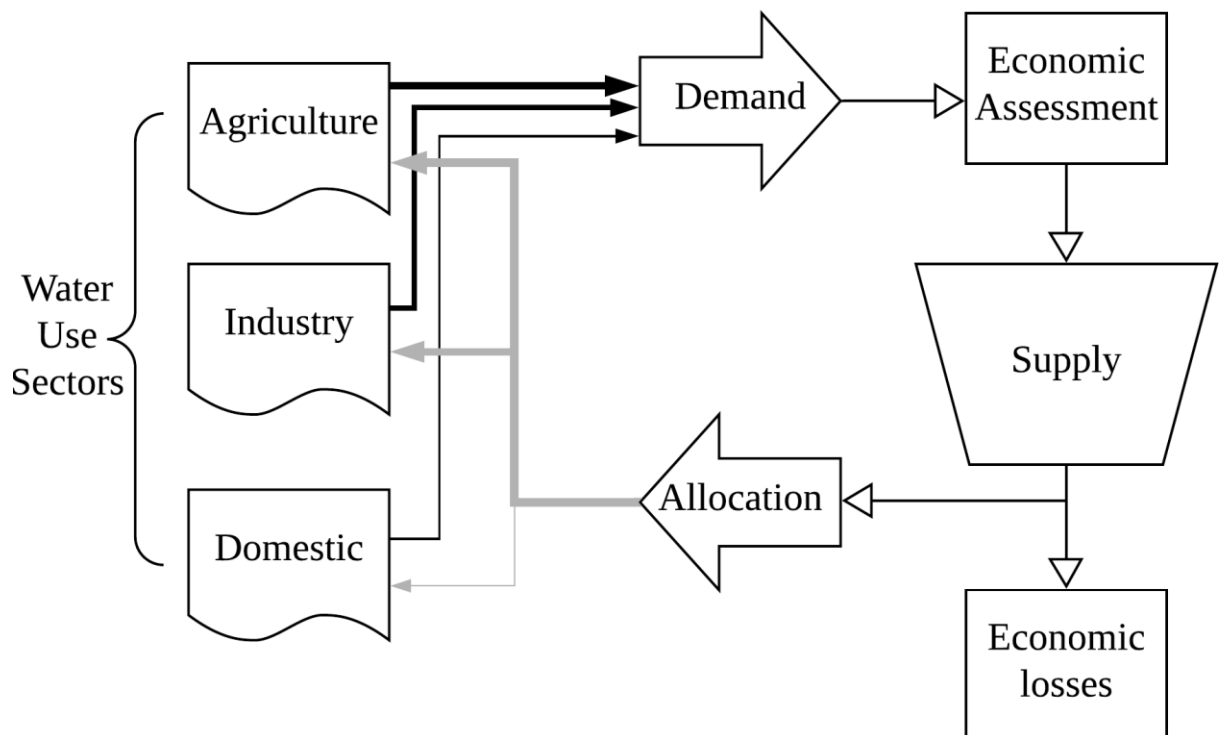 Water
Use
Sectors
Agriculture
Industry
Domestic
Demand
Economic
Assessment
Supply
Allocation
Economic
losses